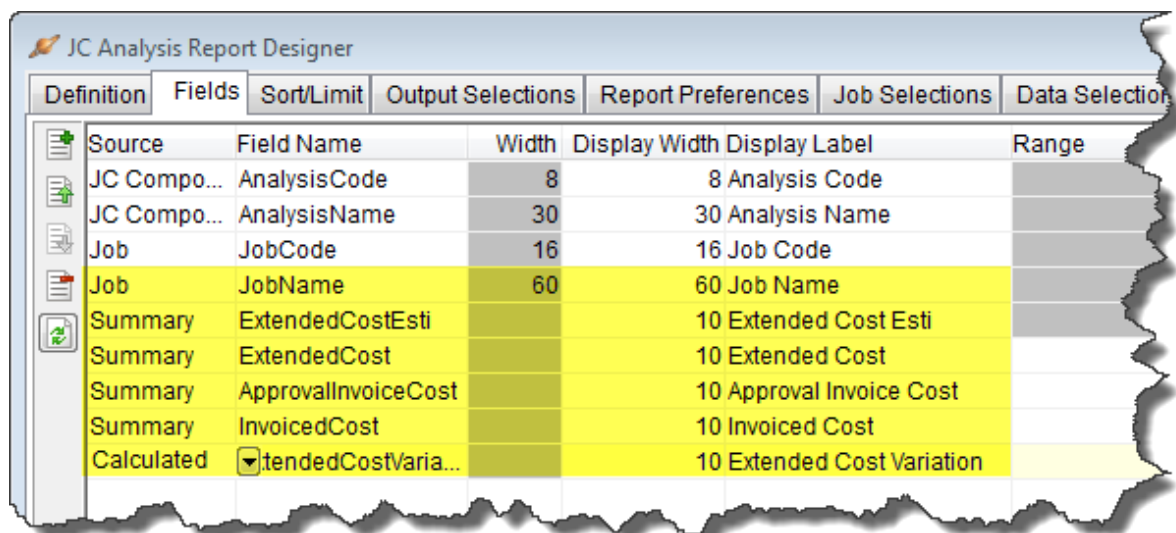 JC Analysis Report Designer
Definition Fields Sort/Limit Output Selections Report Preferences Job Selections Data Selection
Source Field Name Width Display Width Display Label Range
JC Compo... AnalysisCode 8 8 Analysis Code
JC Compo... AnalysisName 30 30 Analysis Name
Job JobCode 16 16 Job Code
Job JobName 60 60 Job Name
Summary ExtendedCostEsti 10 Extended Cost Esti
Summary ExtendedCost 10 Extended Cost
Summary ApprovalInvoiceCost 10 Approval Invoice Cost
Summary InvoicedCost 10 Invoiced Cost
Calculated tendedCostVaria... 10 Extended Cost Variation